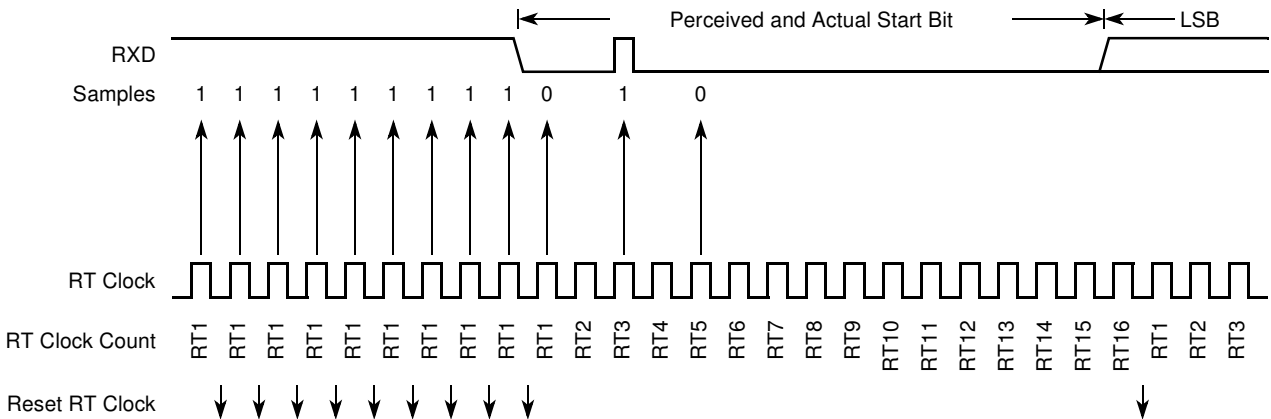 Perceived and Actual Start Bit LSB
RXD
Samples 1 1 1 1 1 1 1 1 1 0 1 0
RT Clock
RT Clock Count RT1 RT1 RT1 RT1 RT1 RT1 RT1 RT1 RT1 RT1 RT2 RT3 RT4 RT5 RT6 RT7 RT8 RT9 RT10 RT11 RT12 RT13 RT14 RT15 RT16 RT1 RT2 RT3
Reset RT Clock